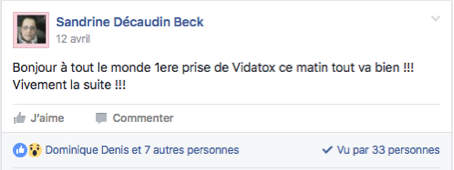 Sandrine Décaudin Beck
12 avril
Bonjour à tout le monde 1ere prise de Vidatox ce matin tout va bien !!!
Vivement la suite !!!
J'aime Commenter
Dominique Denis et 7 autres personnes Vu par 33 personnes